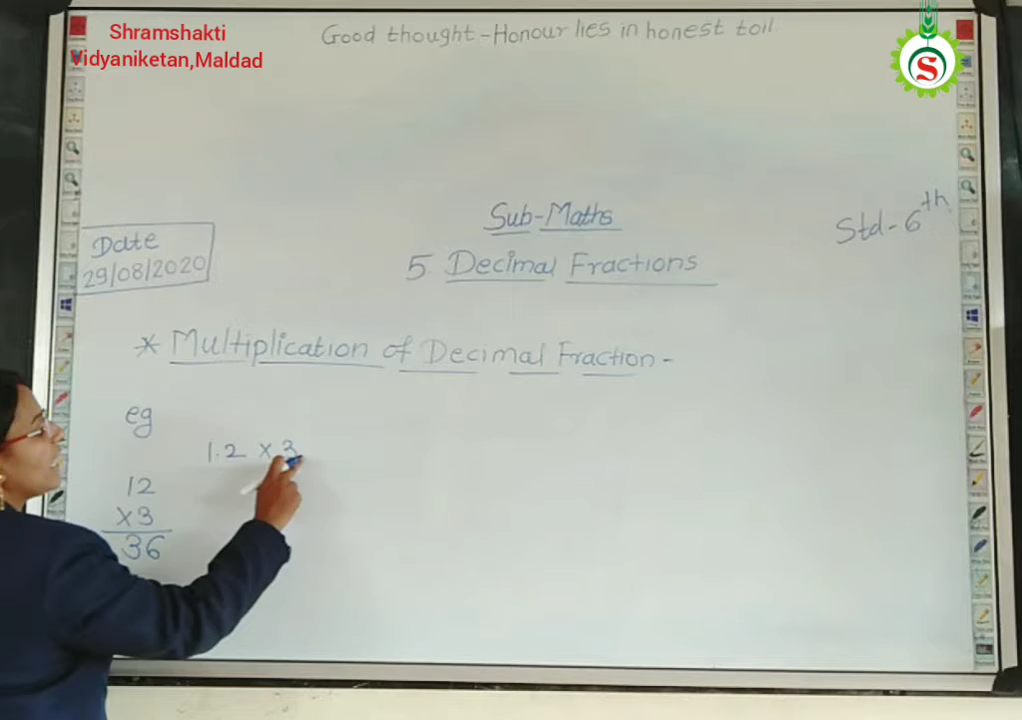 Shramshakti
Vidyaniketan,Maldad
Good thought - Honour lies in honest toil
S
Sub-Maths
Std- 6th
Date
29/08/2020
5. Decimal Fractions
* Multiplication of Decimal Fraction -
eg
1.2 × 3
12
×3
36